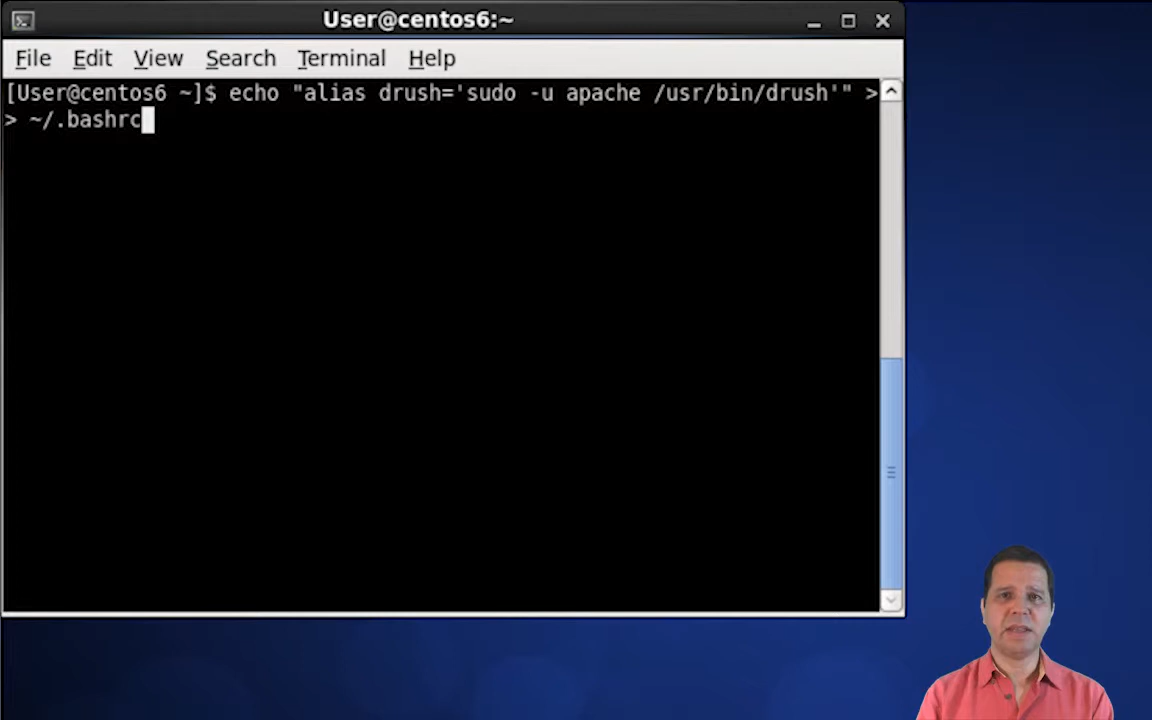 User@centos6:~
File Edit View Search Terminal Help
[User@centos6 ~]$ echo "alias drush='sudo -u apache /usr/bin/drush'" >
> ~/.bashrc